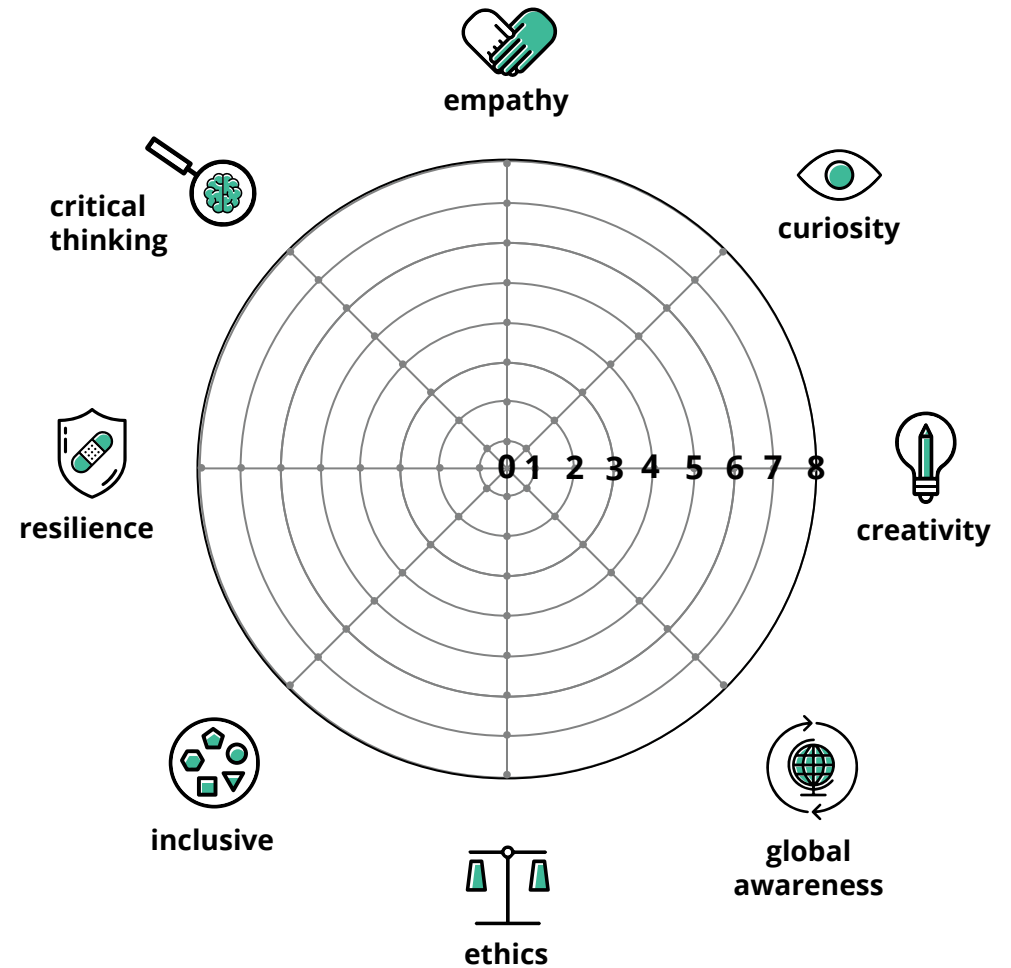 empathy
critical
thinking
curiosity
0 1 2 3 4 5 6 7 8
resilience
creativity
inclusive
global
awareness
ethics